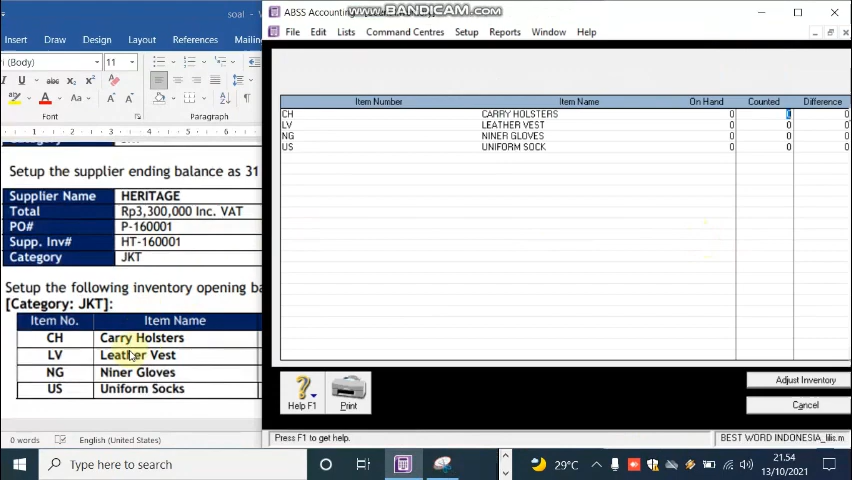 soal
ABSS Accounting
www.BANDICAM.com
Insert Draw Design Layout References Mailin
(Body) 11
Setup the supplier ending balance as 31
Supplier Name HERITAGE
Total Rp3,300,000 Inc. VAT
PO# P-160001
Supp. Inv# HT-160001
Category JKT
Setup the following inventory opening ba
[Category: JKT]:
Item No. Item Name
CH Carry Holsters
LV Leather Vest
NG Niner Gloves
US Uniform Socks
0 words English (United States)
File Edit Lists Command Centres Setup Reports Window Help
Item Number Item Name On Hand Counted Difference
CH CARRY HOLSTERS 0 0 0
LV LEATHER VEST 0 0 0
NG NINER GLOVES 0 0 0
US UNIFORM SOCK 0 0 0
Help F1 Print
Adjust Inventory
Cancel
Press F1 to get help. BEST WORD INDONESIA_lilis.m
Type here to search
29°C
21.54
13/10/2021